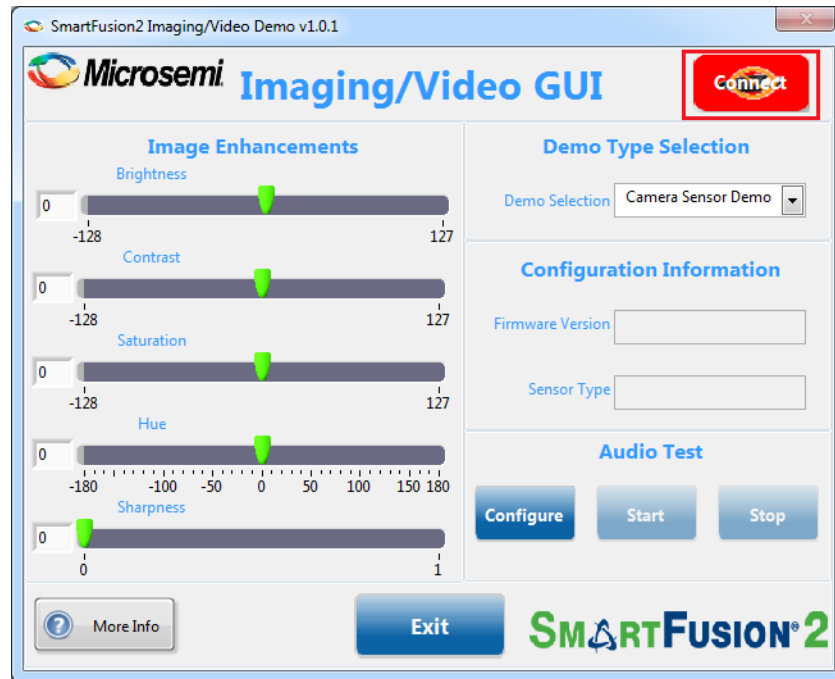 SmartFusion2 Imaging/Video Demo v1.0.1
Microsemi.
Imaging/Video GUI
Connect
Image Enhancements
Brightness
0
-128 127
Contrast
0
-128 127
Saturation
0
-128 127
Hue
0
-180 -100 -50 0 50 100 150 180
Sharpness
0
0 1
Demo Type Selection
Demo Selection Camera Sensor Demo
Configuration Information
Firmware Version
Sensor Type
Audio Test
Configure Start Stop
More Info
Exit
SMARTFUSION®2